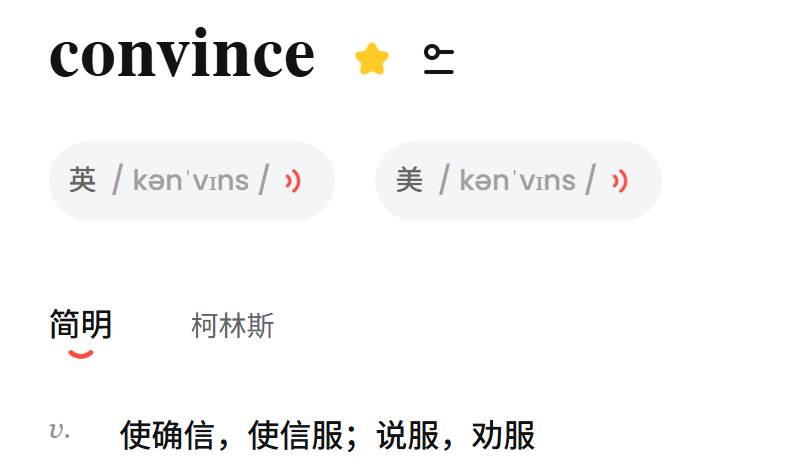 convince
英 / kənˈvɪns / 美 / kənˈvɪns /
简明 柯林斯
v. 使确信，使信服；说服，劝服